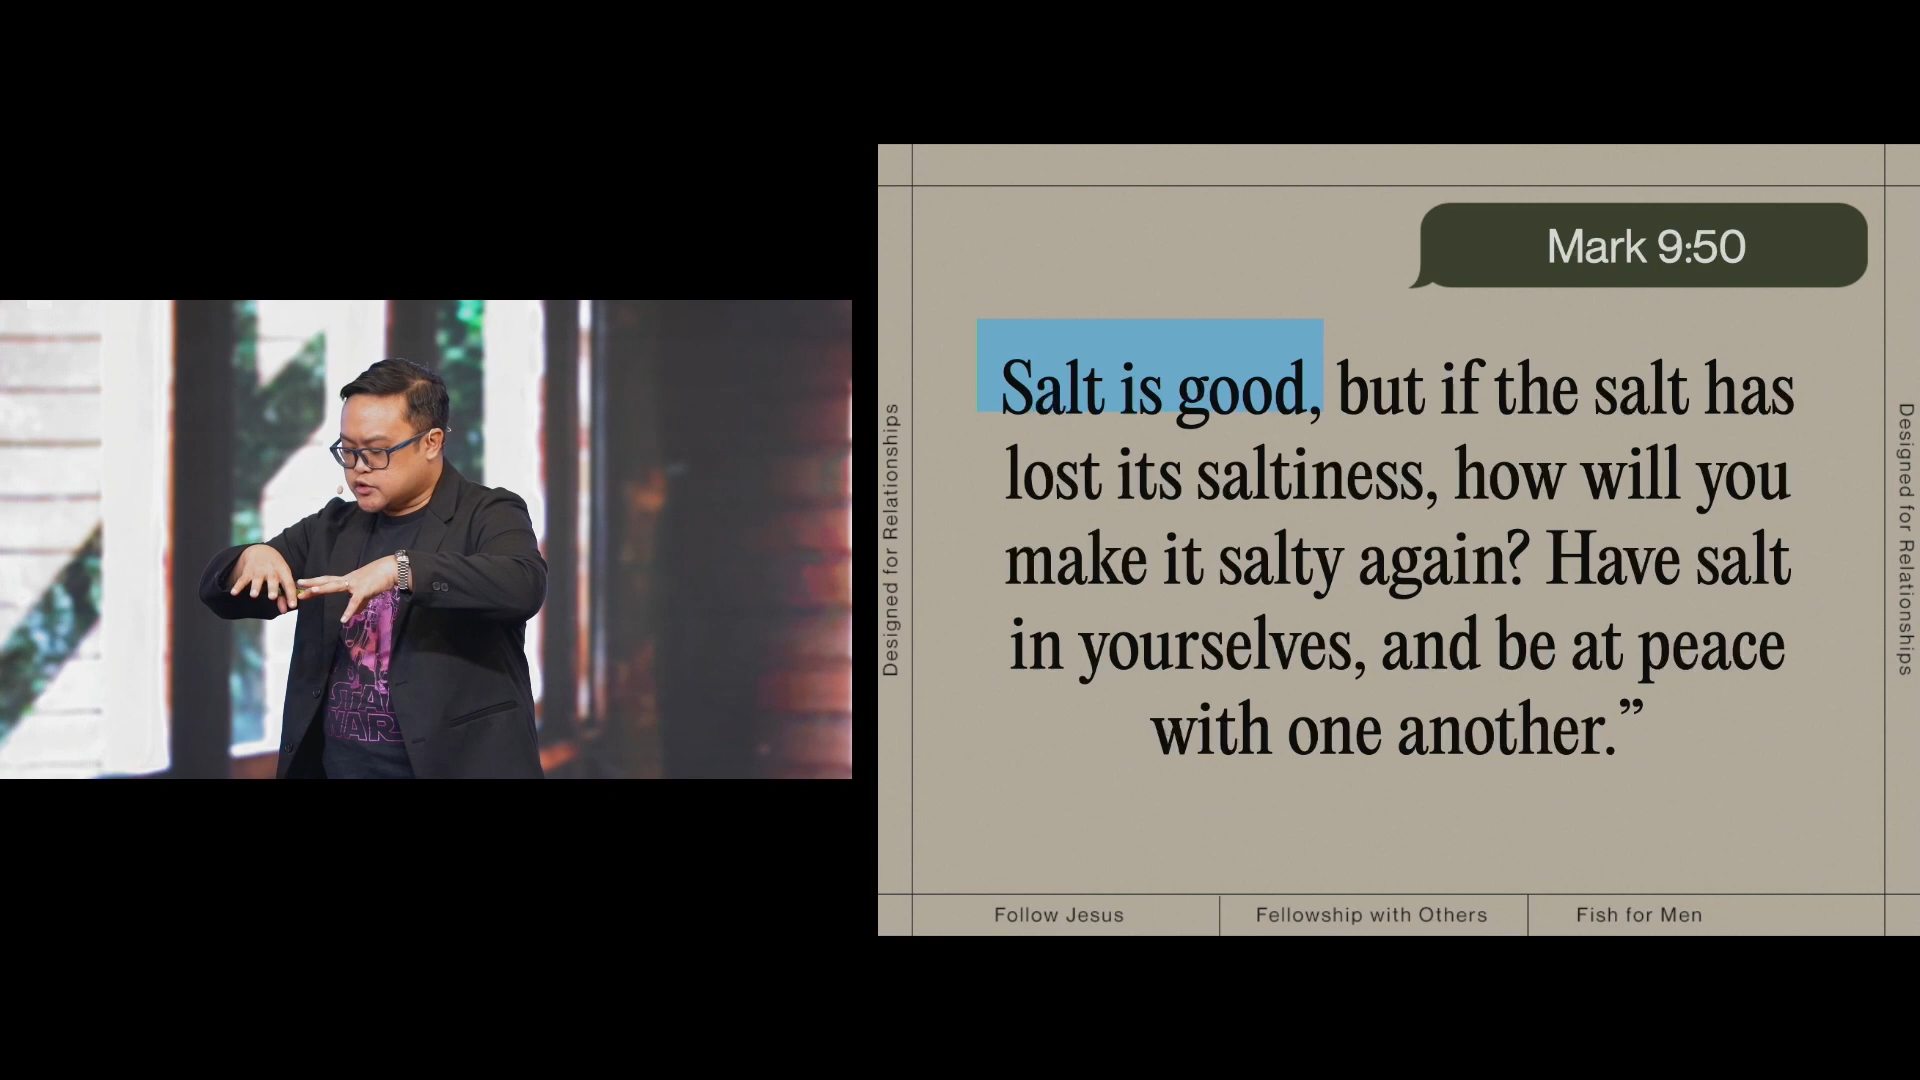 STAR
WARS
Mark 9:50
Salt is good, but if the salt has
lost its saltiness, how will you
make it salty again? Have salt
in yourselves, and be at peace
with one another.”
Designed for Relationships
Designed for Relationships
Follow Jesus
Fellowship with Others
Fish for Men